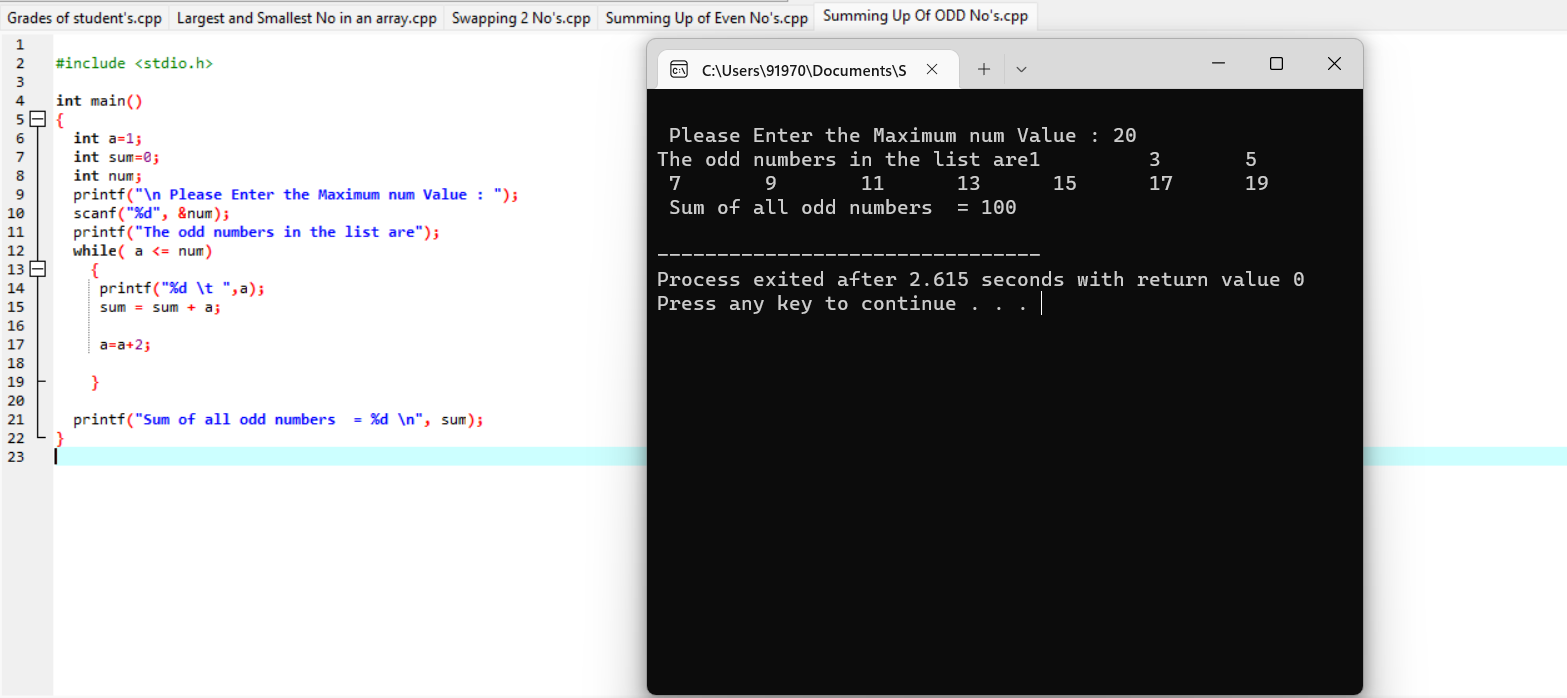 Grades of student's.cpp Largest and Smallest No in an array.cpp Swapping 2 No's.cpp Summing Up of Even No's.cpp Summing Up Of ODD No's.cpp
1
2 #include <stdio.h>
3
4 int main()
5 {
6 int a=1;
7 int sum=0;
8 int num;
9 printf("\n Please Enter the Maximum num Value : ");
10 scanf("%d", &num);
11 printf("The odd numbers in the list are");
12 while( a <= num)
13 {
14 printf("%d \t ",a);
15 sum = sum + a;
16
17 a=a+2;
18
19 }
20
21 printf("Sum of all odd numbers  = %d \n", sum);
22 }
23
C:\Users\91970\Documents\S
Please Enter the Maximum num Value : 20
The odd numbers in the list are1 3 5
7 9 11 13 15 17 19
Sum of all odd numbers  = 100
--------------------------------
Process exited after 2.615 seconds with return value 0
Press any key to continue . . .